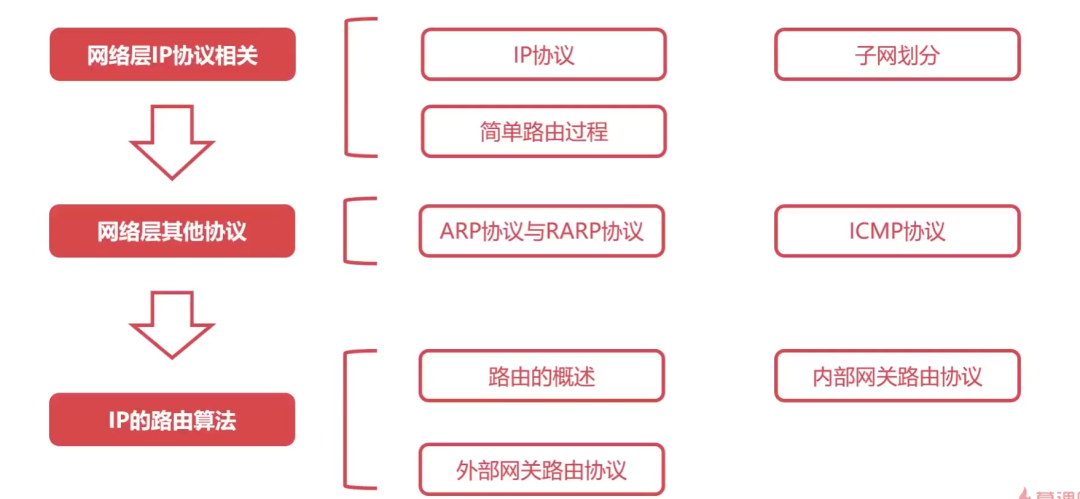 网络层IP协议相关
IP协议
子网划分
简单路由过程
网络层其他协议
ARP协议与RARP协议
ICMP协议
IP的路由算法
路由的概述
内部网关路由协议
外部网关路由协议